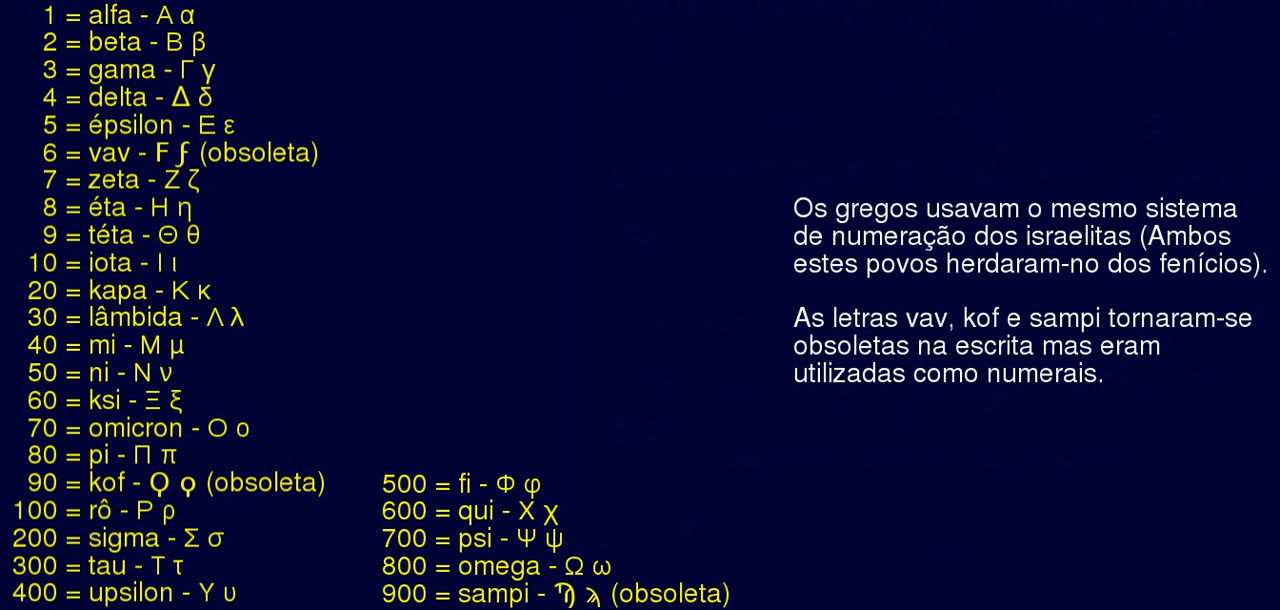 1 = alfa - Α α
2 = beta - Β β
3 = gama - Γ γ
4 = delta - Δ δ
5 = épsilon - Ε ε
6 = vav - Ϝ ϝ (obsoleta)
7 = zeta - Ζ ζ
8 = éta - Η η
9 = téta - Θ θ
10 = iota - Ι ι
20 = kapa - Κ κ
30 = lâmbida - Λ λ
40 = mi - Μ μ
50 = ni - Ν ν
60 = ksi - Ξ ξ
70 = omicron - Ο ο
80 = pi - Π π
90 = kof - Ϙ ϙ (obsoleta)
100 = rô - Ρ ρ
200 = sigma - Σ σ
300 = tau - Τ τ
400 = upsilon - Υ υ
500 = fi - Φ φ
600 = qui - Χ χ
700 = psi - Ψ ψ
800 = omega - Ω ω
900 = sampi - Ϡ ϡ (obsoleta)
Os gregos usavam o mesmo sistema
de numeração dos israelitas (Ambos
estes povos herdaram-no dos fenícios).
As letras vav, kof e sampi tornaram-se
obsoletas na escrita mas eram
utilizadas como numerais.